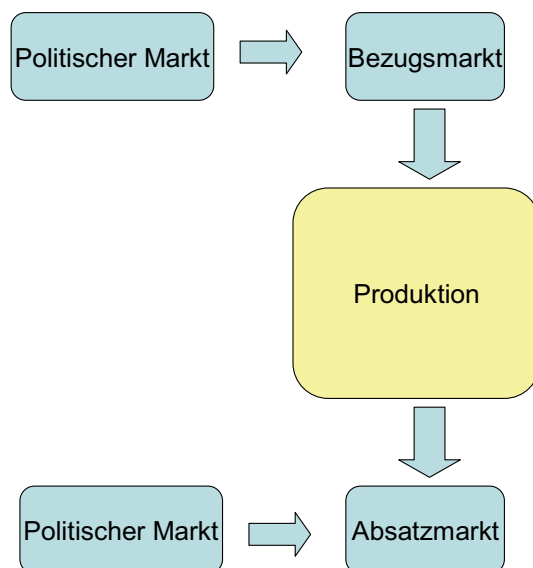 Politischer Markt
Bezugsmarkt
Produktion
Politischer Markt
Absatzmarkt